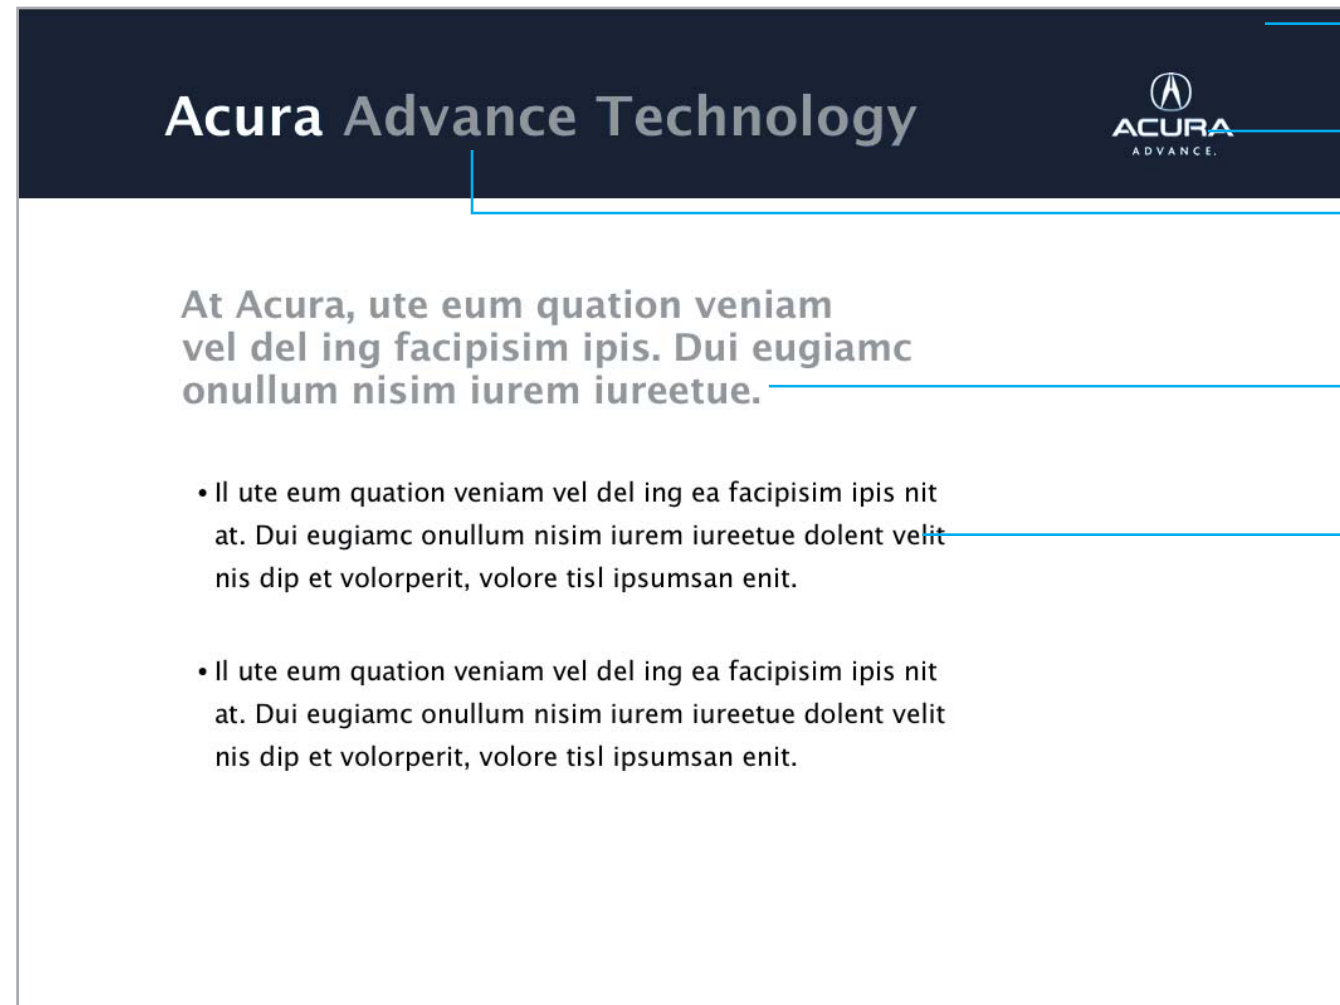 Acura Advance Technology
ACURA
ADVANCE.
At Acura, ute eum quation veniam
vel del ing facipisim ipis. Dui eugiamc
onullum nisim iurem iureetue.
• Il ute eum quation veniam vel del ing ea facipisim ipis nit
at. Dui eugiamc onullum nisim iurem iureetue dolent velit
nis dip et volorperit, volore tisl ipsumsan enit.
• Il ute eum quation veniam vel del ing ea facipisim ipis nit
at. Dui eugiamc onullum nisim iurem iureetue dolent velit
nis dip et volorperit, volore tisl ipsumsan enit.